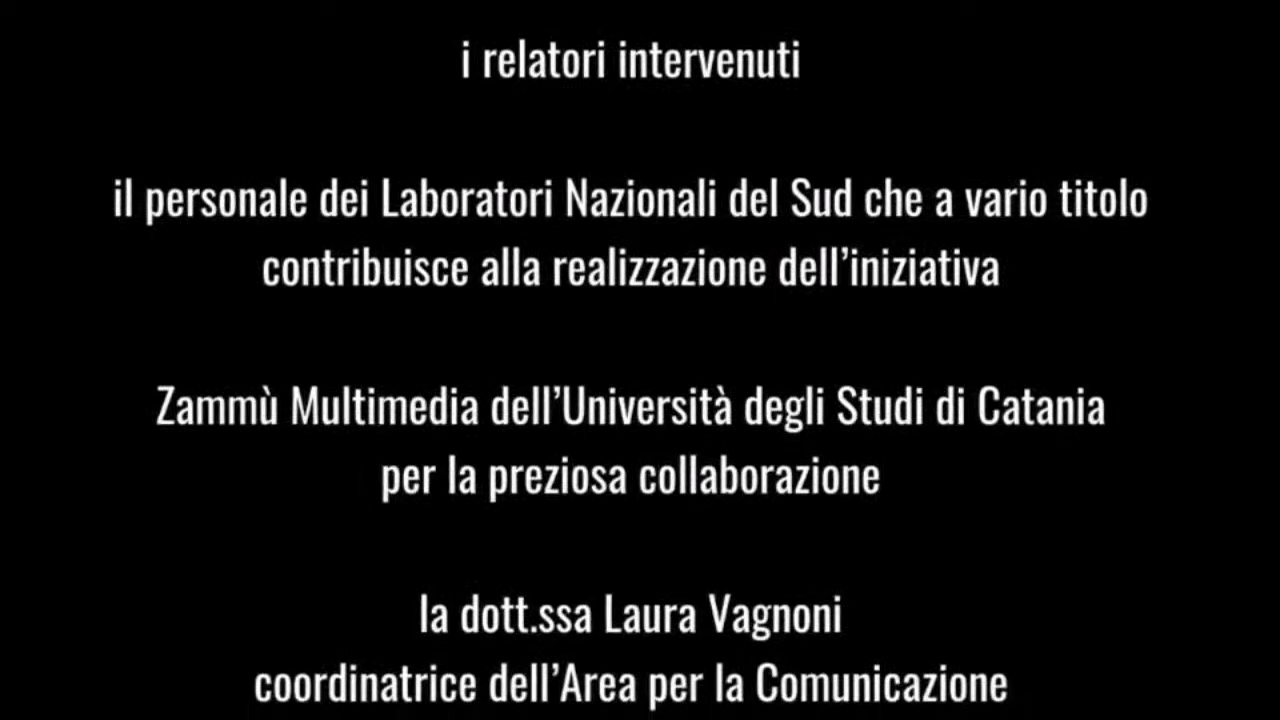 i relatori intervenuti
il personale dei Laboratori Nazionali del Sud che a vario titolo
contribuisce alla realizzazione dell’iniziativa
Zammù Multimedia dell’Università degli Studi di Catania
per la preziosa collaborazione
la dott.ssa Laura Vagnoni
coordinatrice dell’Area per la Comunicazione